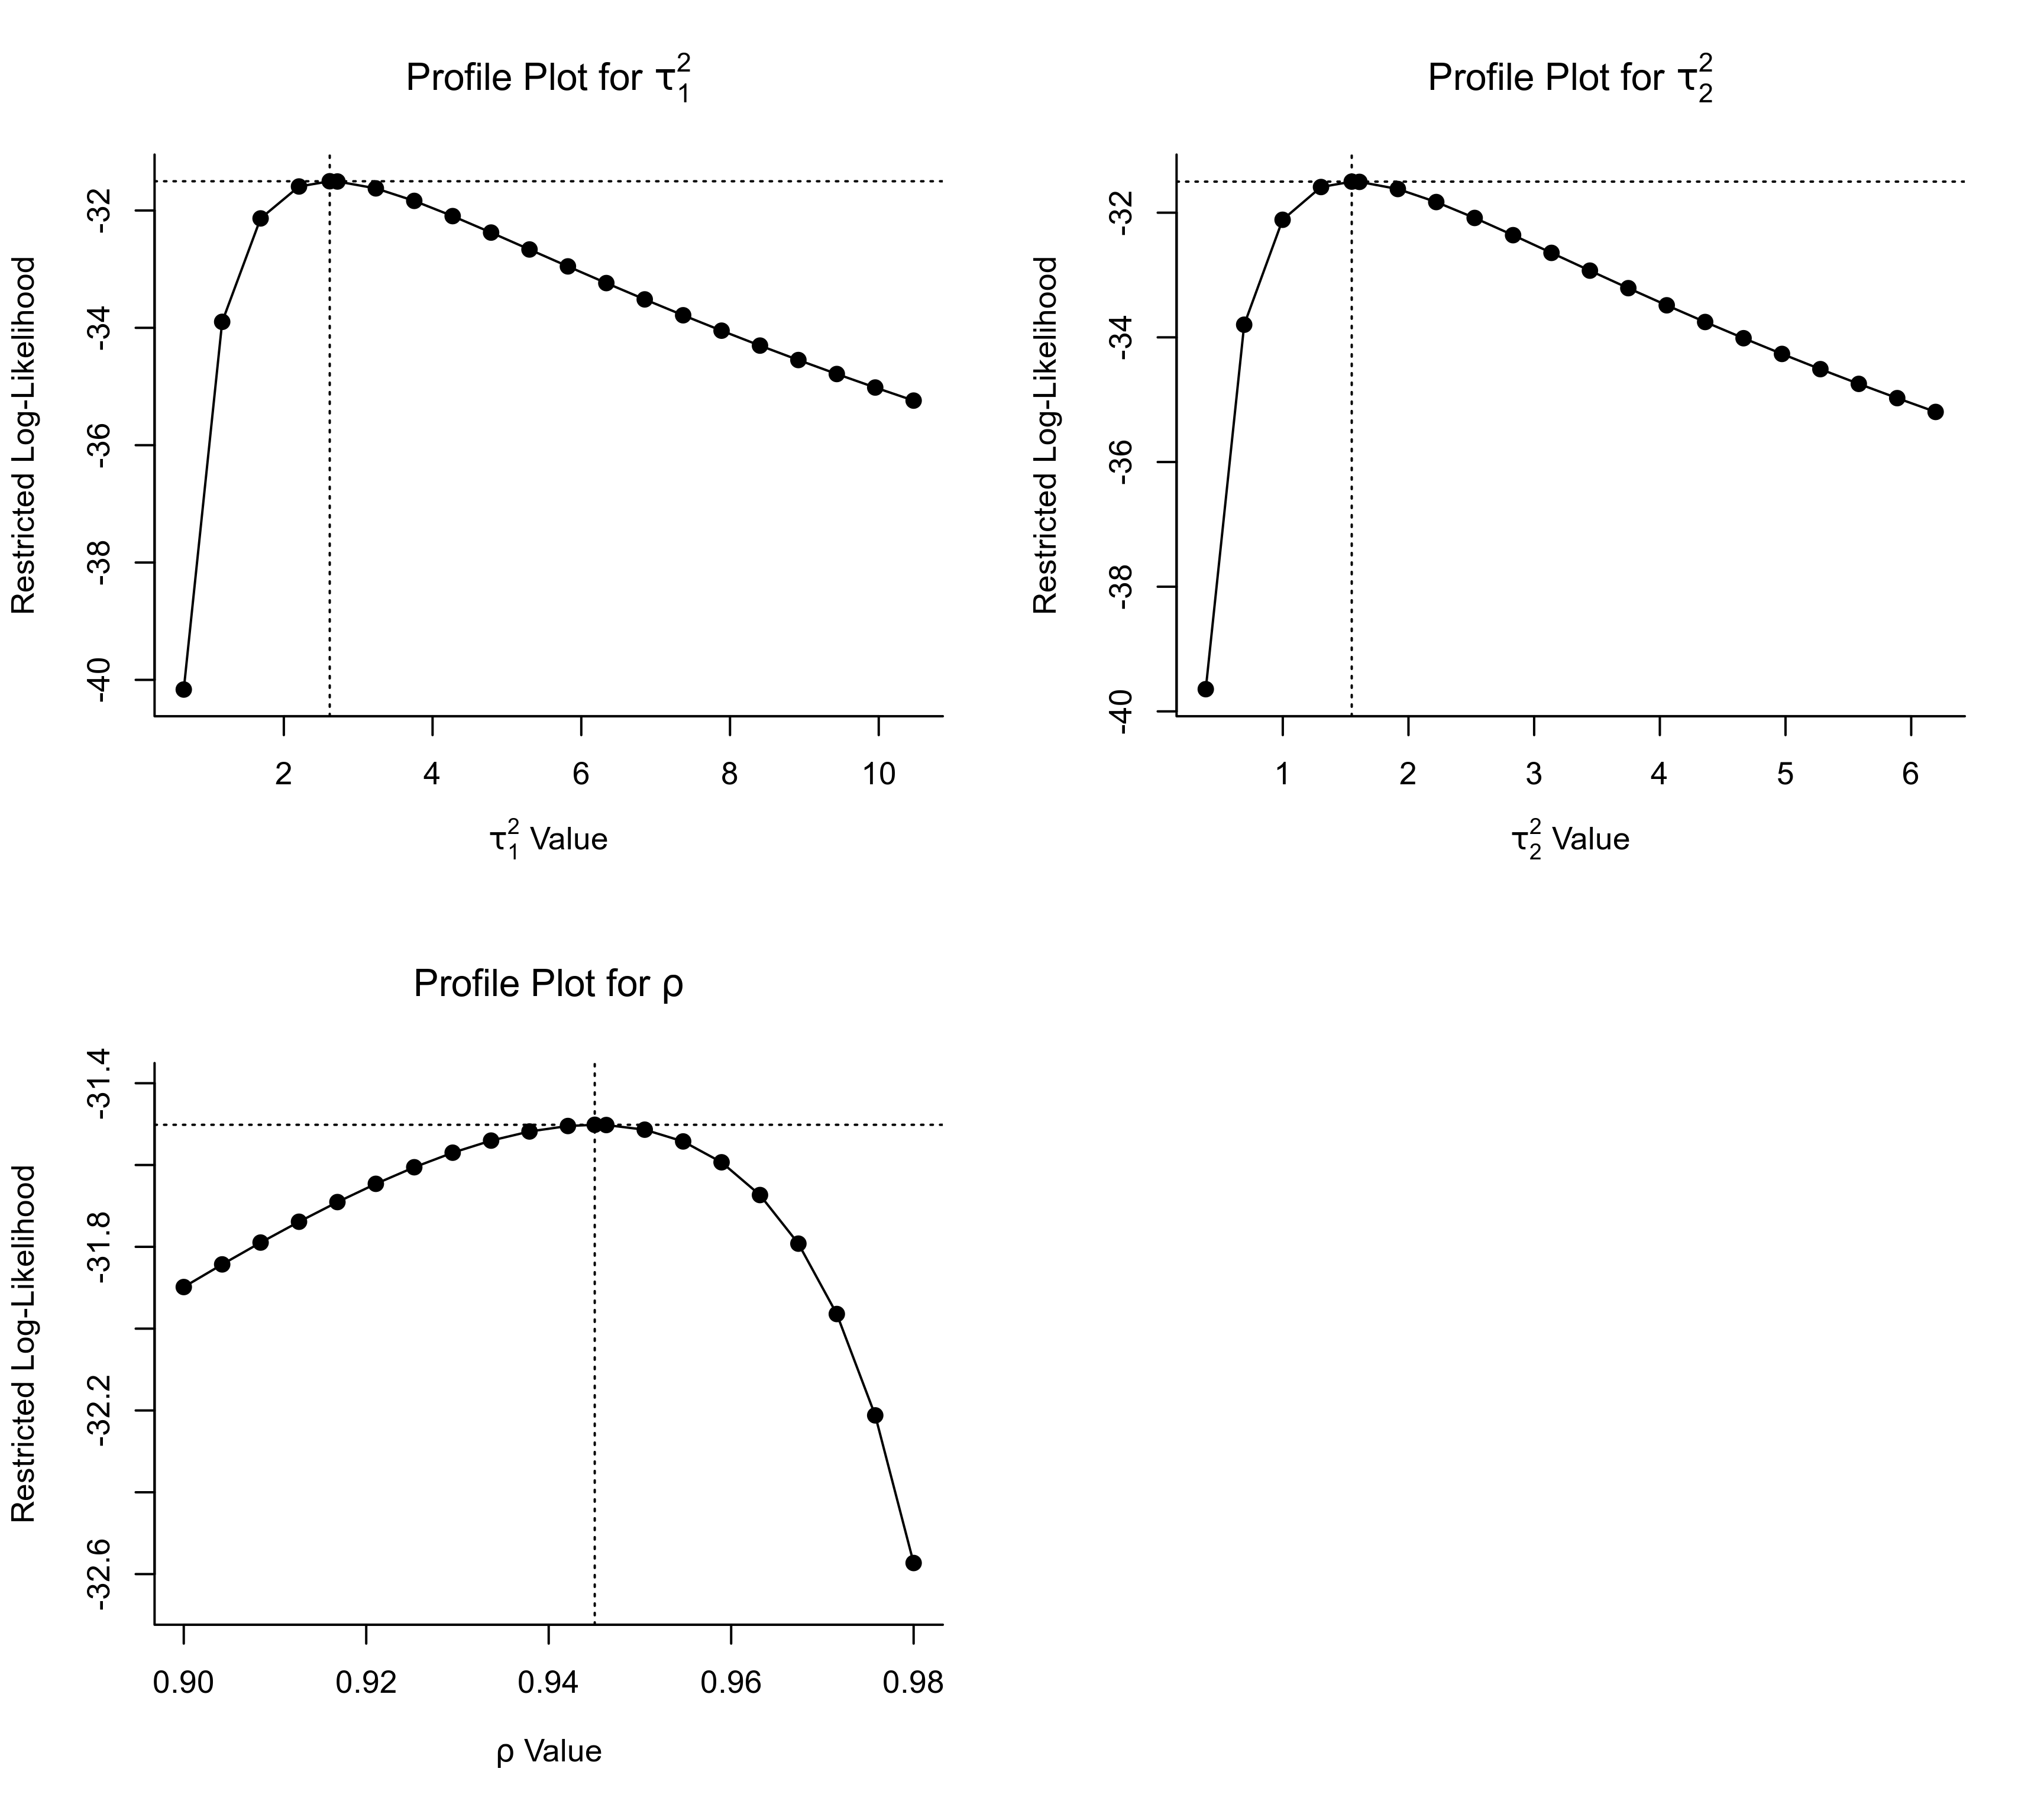 Profile Plot for τ₁²
Restricted Log-Likelihood
-32
-34
-36
-38
-40
2 4 6 8 10
τ₁² Value
Profile Plot for τ₂²
Restricted Log-Likelihood
-32
-34
-36
-38
-40
1 2 3 4 5 6
τ₂² Value
Profile Plot for ρ
Restricted Log-Likelihood
-31.4
-31.8
-32.2
-32.6
0.90 0.92 0.94 0.96 0.98
ρ Value